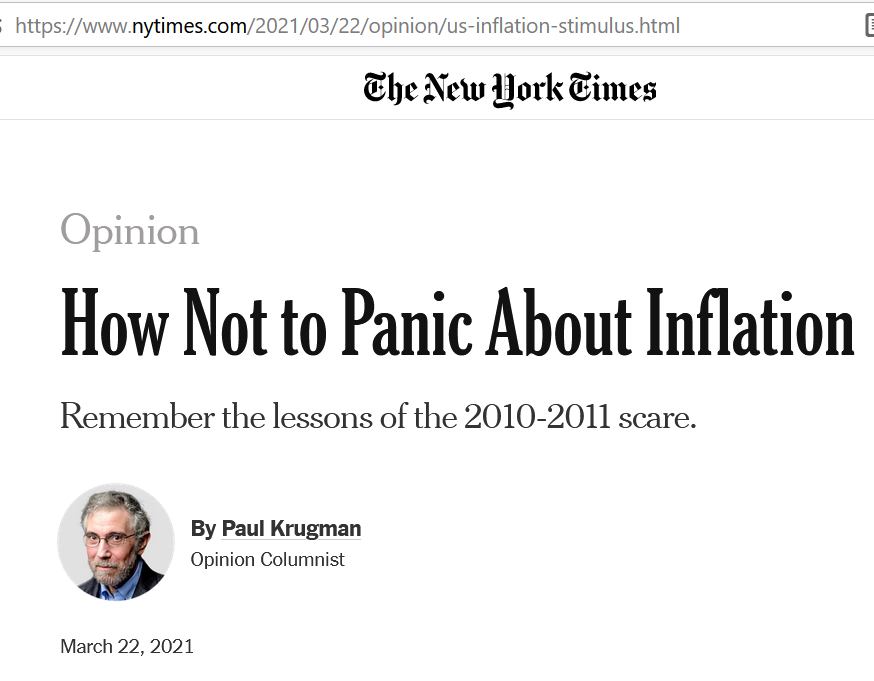 https://www.nytimes.com/2021/03/22/opinion/us-inflation-stimulus.html
The New York Times
Opinion
How Not to Panic About Inflation
Remember the lessons of the 2010-2011 scare.
By Paul Krugman
Opinion Columnist
March 22, 2021